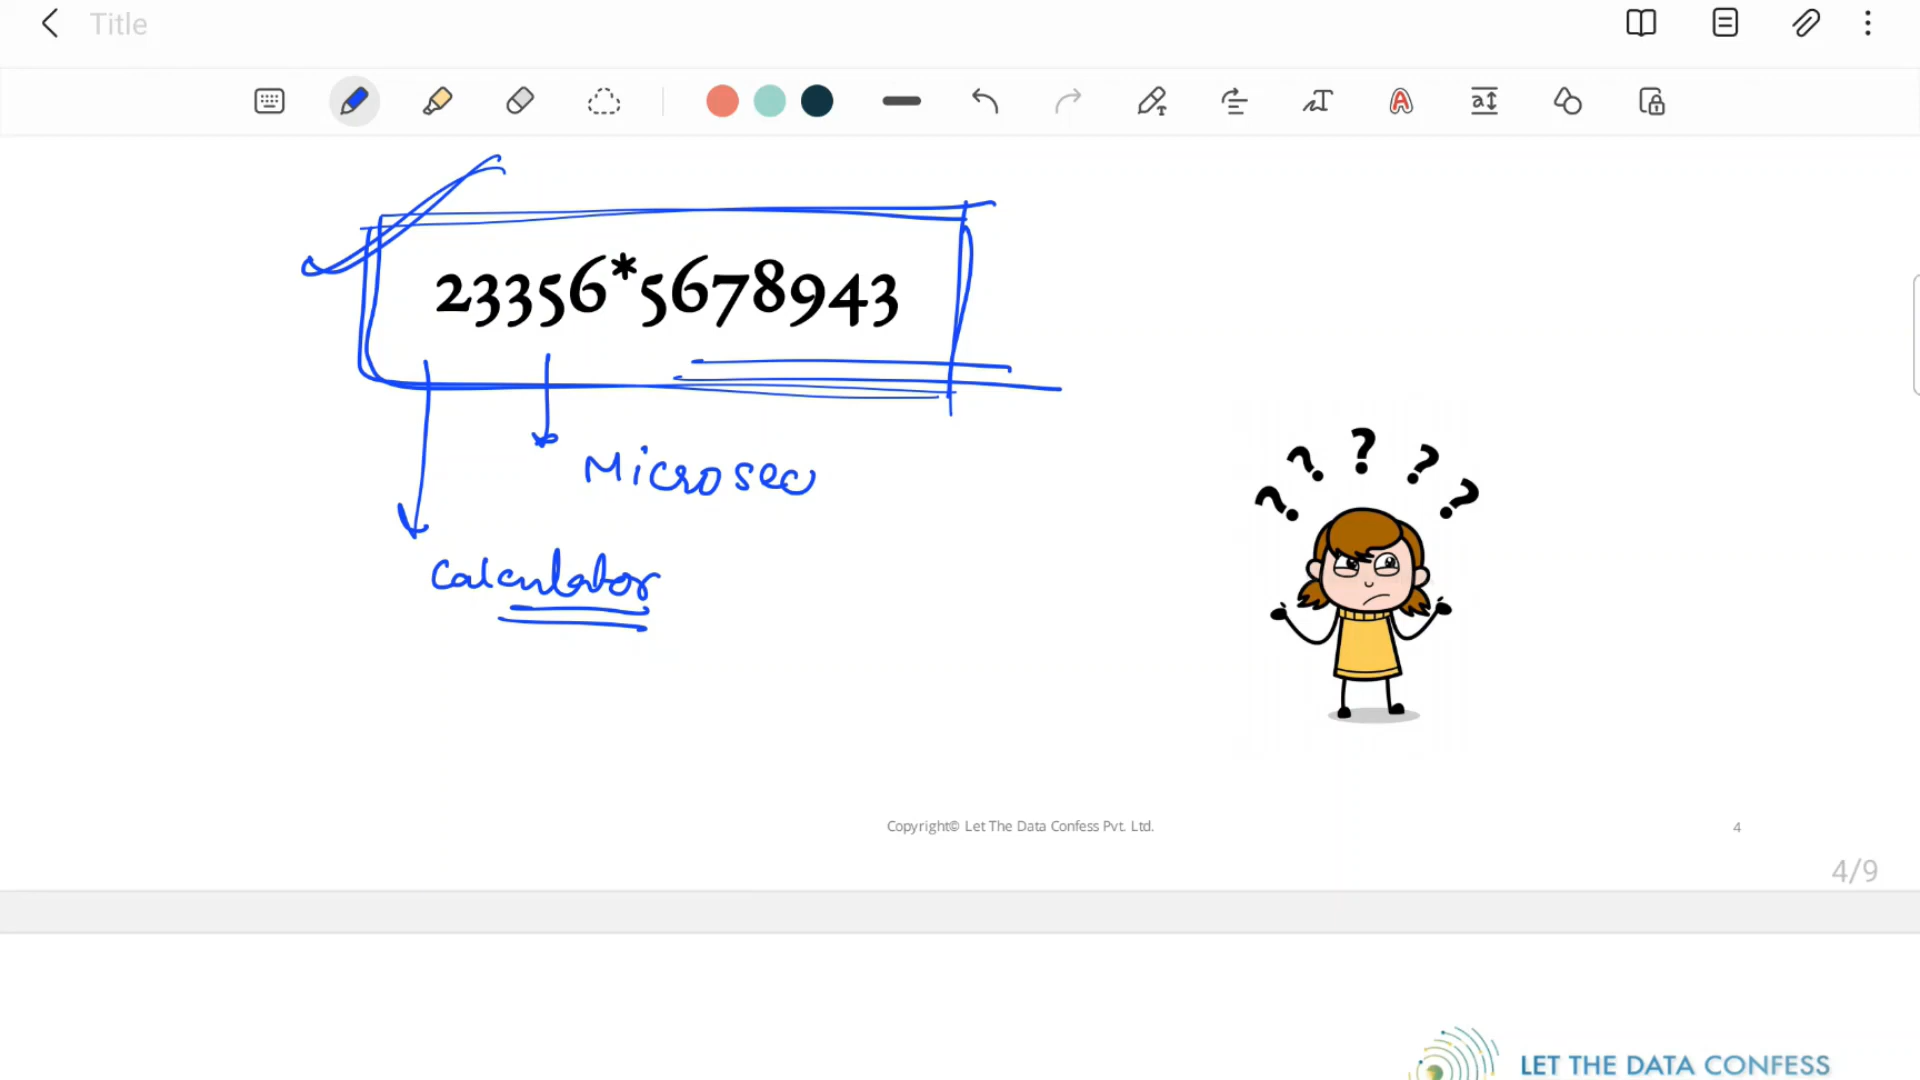 Title
23356*5678943
Microsec
Calculator
? ? ? ? ?
Copyright© Let The Data Confess Pvt. Ltd.
4
4/9
LET THE DATA CONFESS